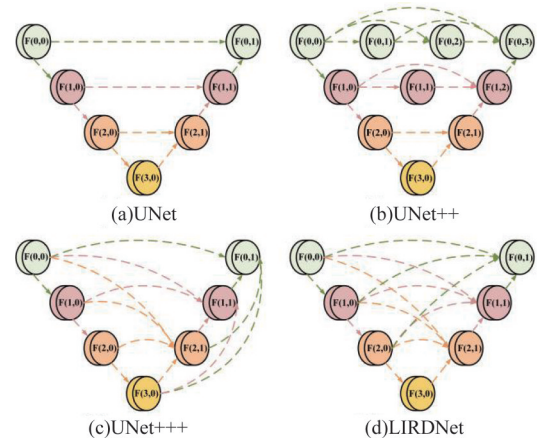 F(0,0) F(0,1) F(0,0) F(0,1) F(0,2) F(0,3)
F(1,0) F(1,1) F(1,0) F(1,1) F(1,2)
F(2,0) F(2,1) F(2,0) F(2,1)
F(3,0) F(3,0)
(a)UNet (b)UNet++
F(0,0) F(0,1) F(0,0) F(0,1)
F(1,0) F(1,1) F(1,0) F(1,1)
F(2,0) F(2,1) F(2,0) F(2,1)
F(3,0) F(3,0)
(c)UNet+++ (d)LIRDNet